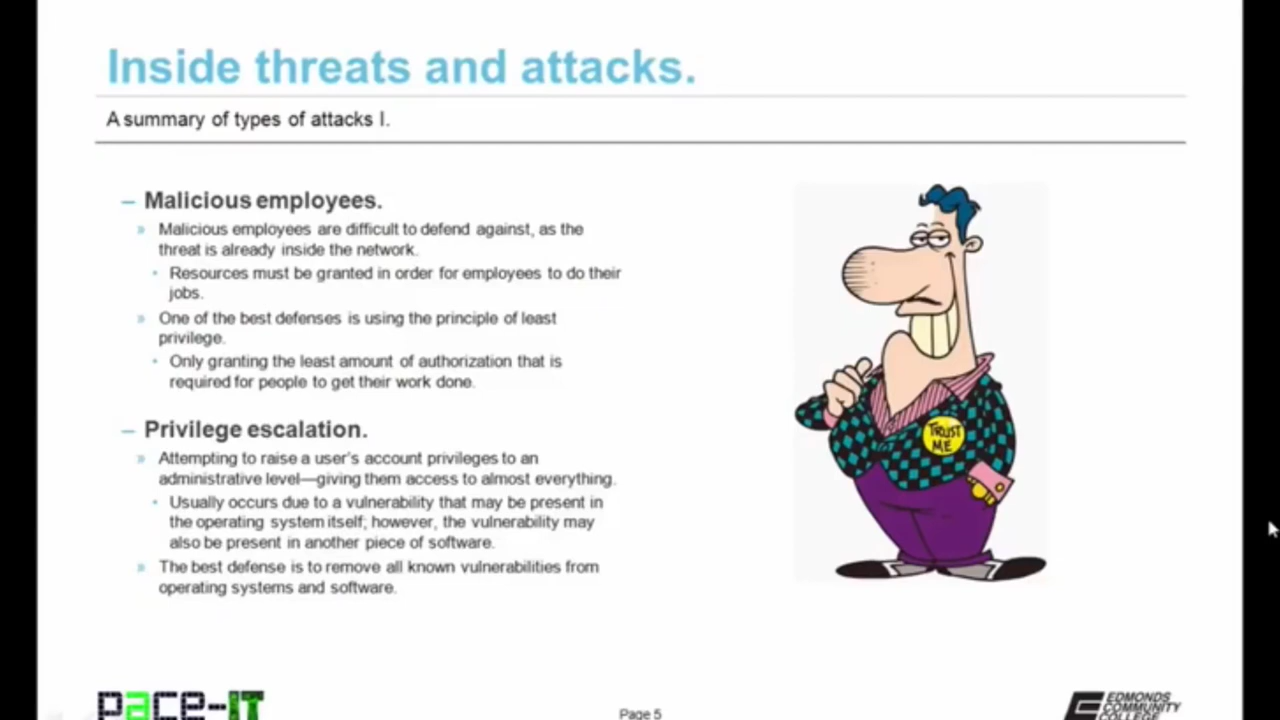 Inside threats and attacks.
A summary of types of attacks I.
– Malicious employees.
» Malicious employees are difficult to defend against, as the
threat is already inside the network.
• Resources must be granted in order for employees to do their
jobs.
» One of the best defenses is using the principle of least
privilege.
• Only granting the least amount of authorization that is
required for people to get their work done.
– Privilege escalation.
» Attempting to raise a user's account privileges to an
administrative level—giving them access to almost everything.
• Usually occurs due to a vulnerability that may be present in
the operating system itself; however, the vulnerability may
also be present in another piece of software.
» The best defense is to remove all known vulnerabilities from
operating systems and software.
TRUST
ME
pace-IT
Page 5
EDMONDS
COMMUNITY
COLLEGE